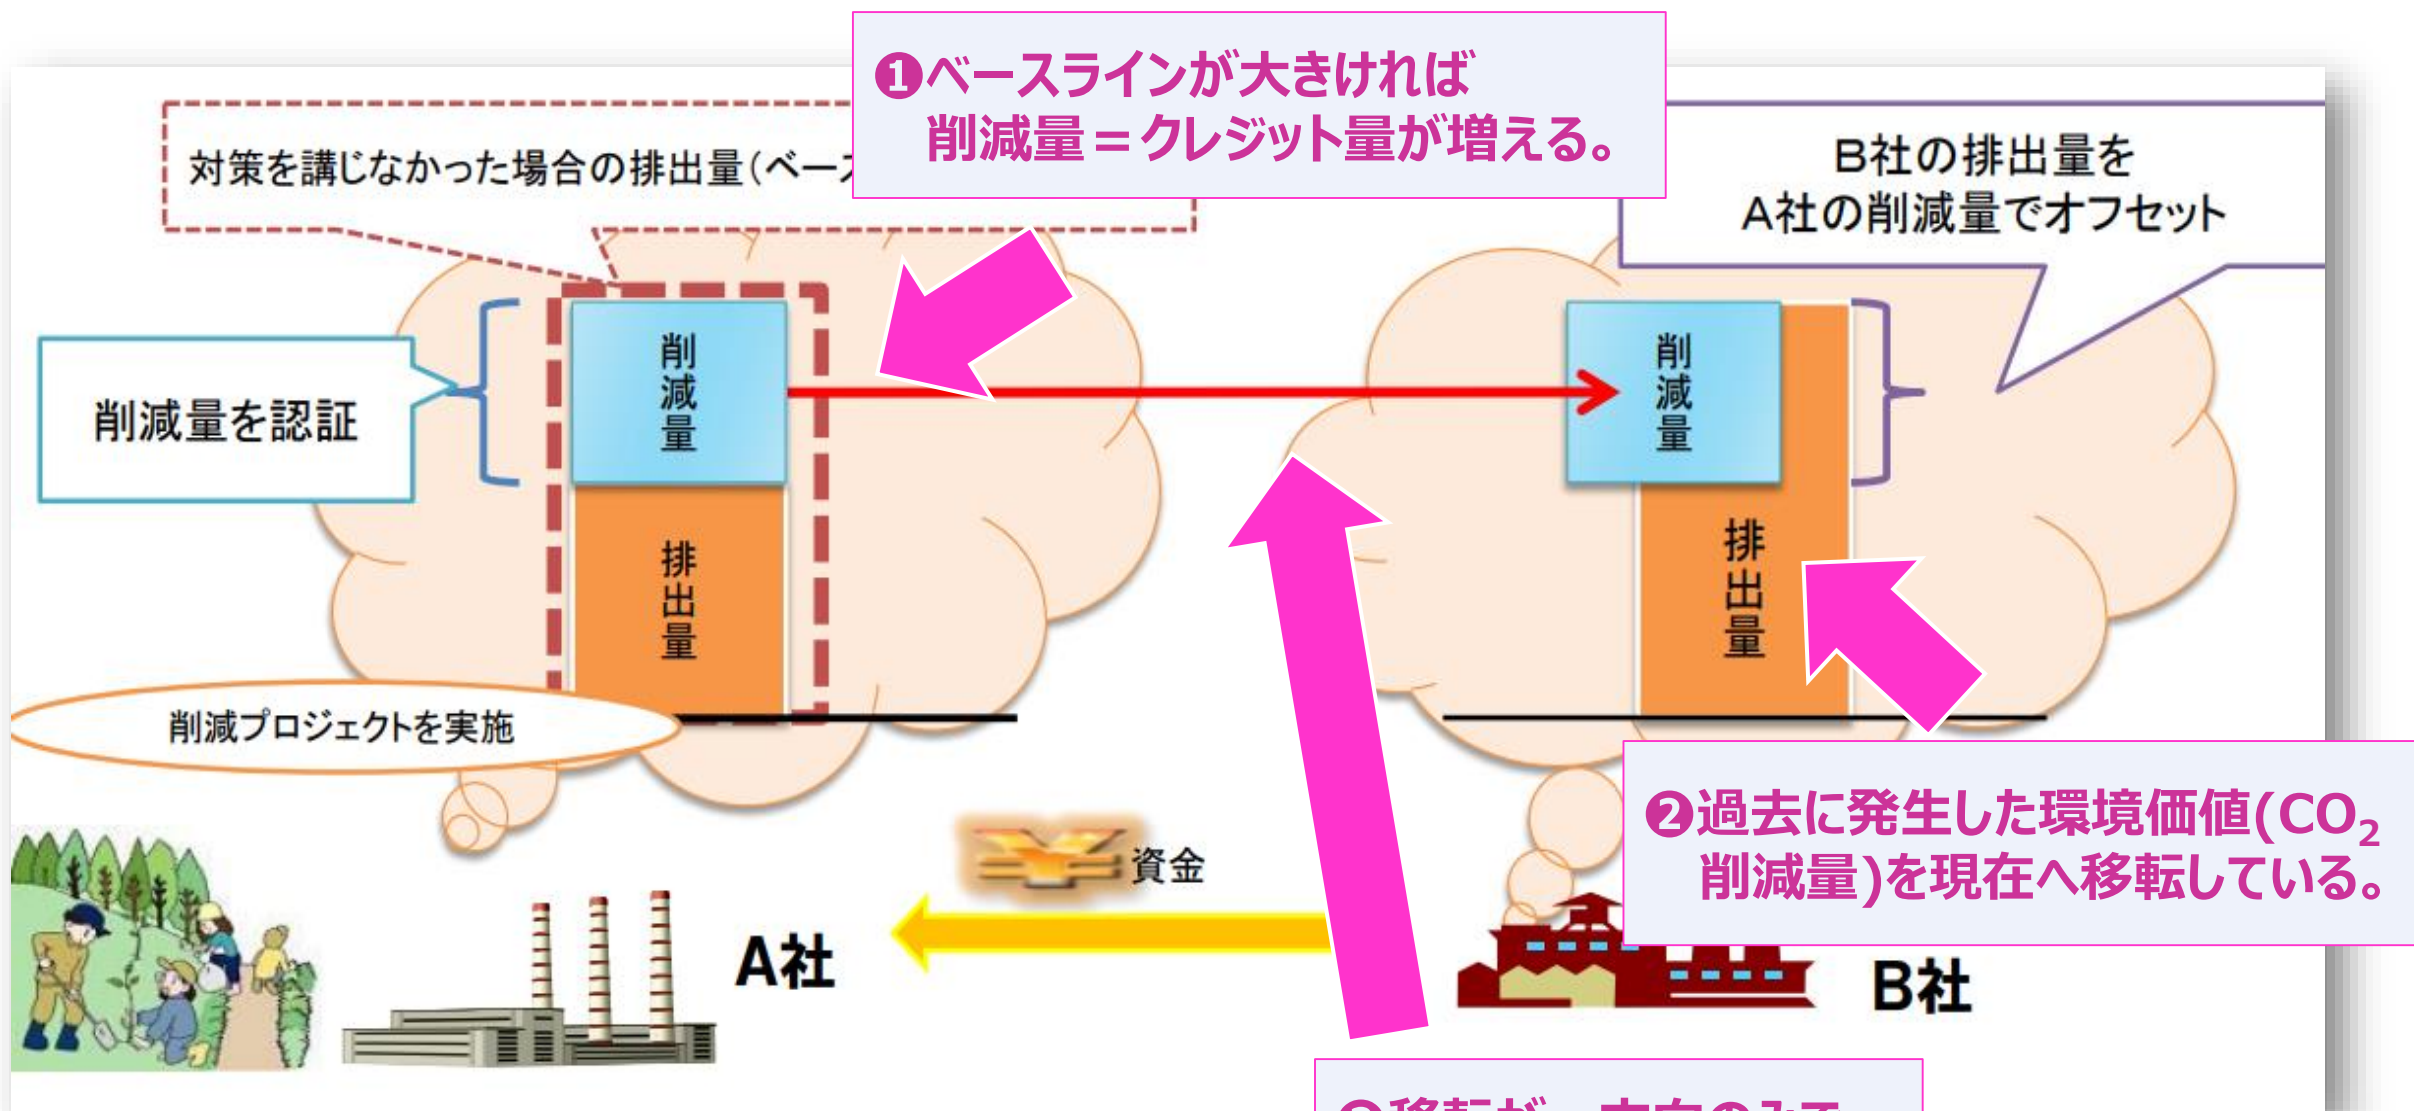 ❶ベースラインが大きければ
削減量＝クレジット量が増える。
対策を講じなかった場合の排出量(ベー
B社の排出量を
A社の削減量でオフセット
削減量を認証
削減量
排出量
削減量
排出量
削減プロジェクトを実施
❷過去に発生した環境価値(CO₂
削減量)を現在へ移転している。
資金
A社
B社